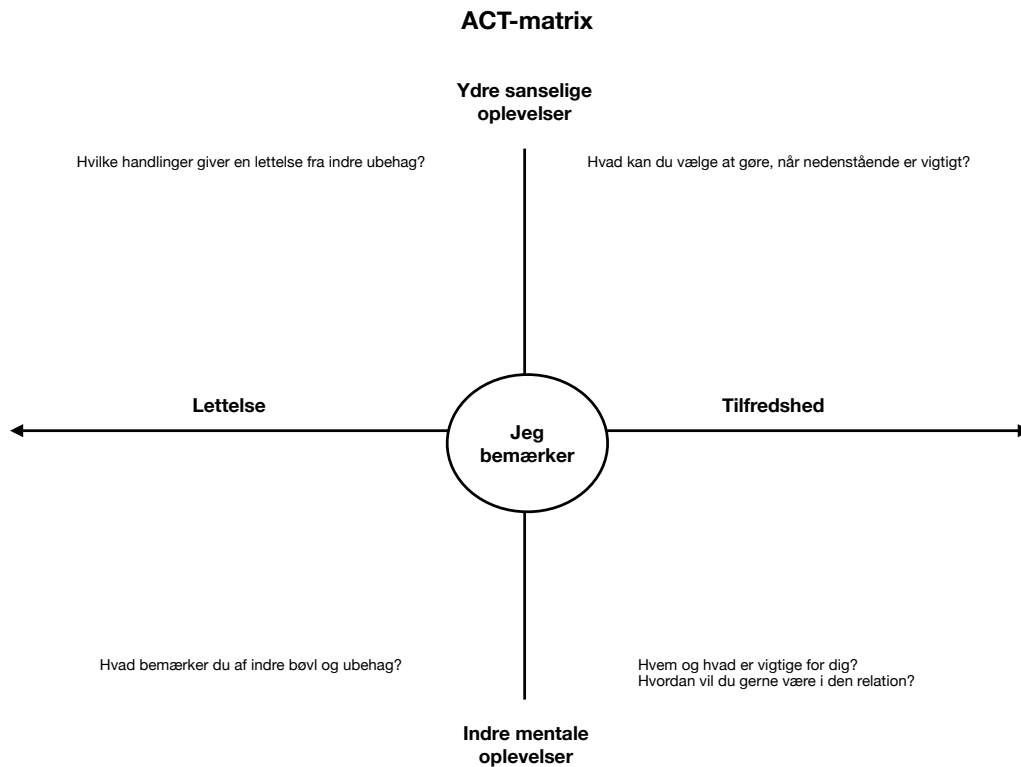 ACT-matrix
Ydre sanselige
oplevelser
Hvilke handlinger giver en lettelse fra indre ubehag?
Hvad kan du vælge at gøre, når nedenstående er vigtigt?
Lettelse
Tilfredshed
Jeg
bemærker
Hvad bemærker du af indre bøvl og ubehag?
Hvem og hvad er vigtige for dig?
Hvordan vil du gerne være i den relation?
Indre mentale
oplevelser